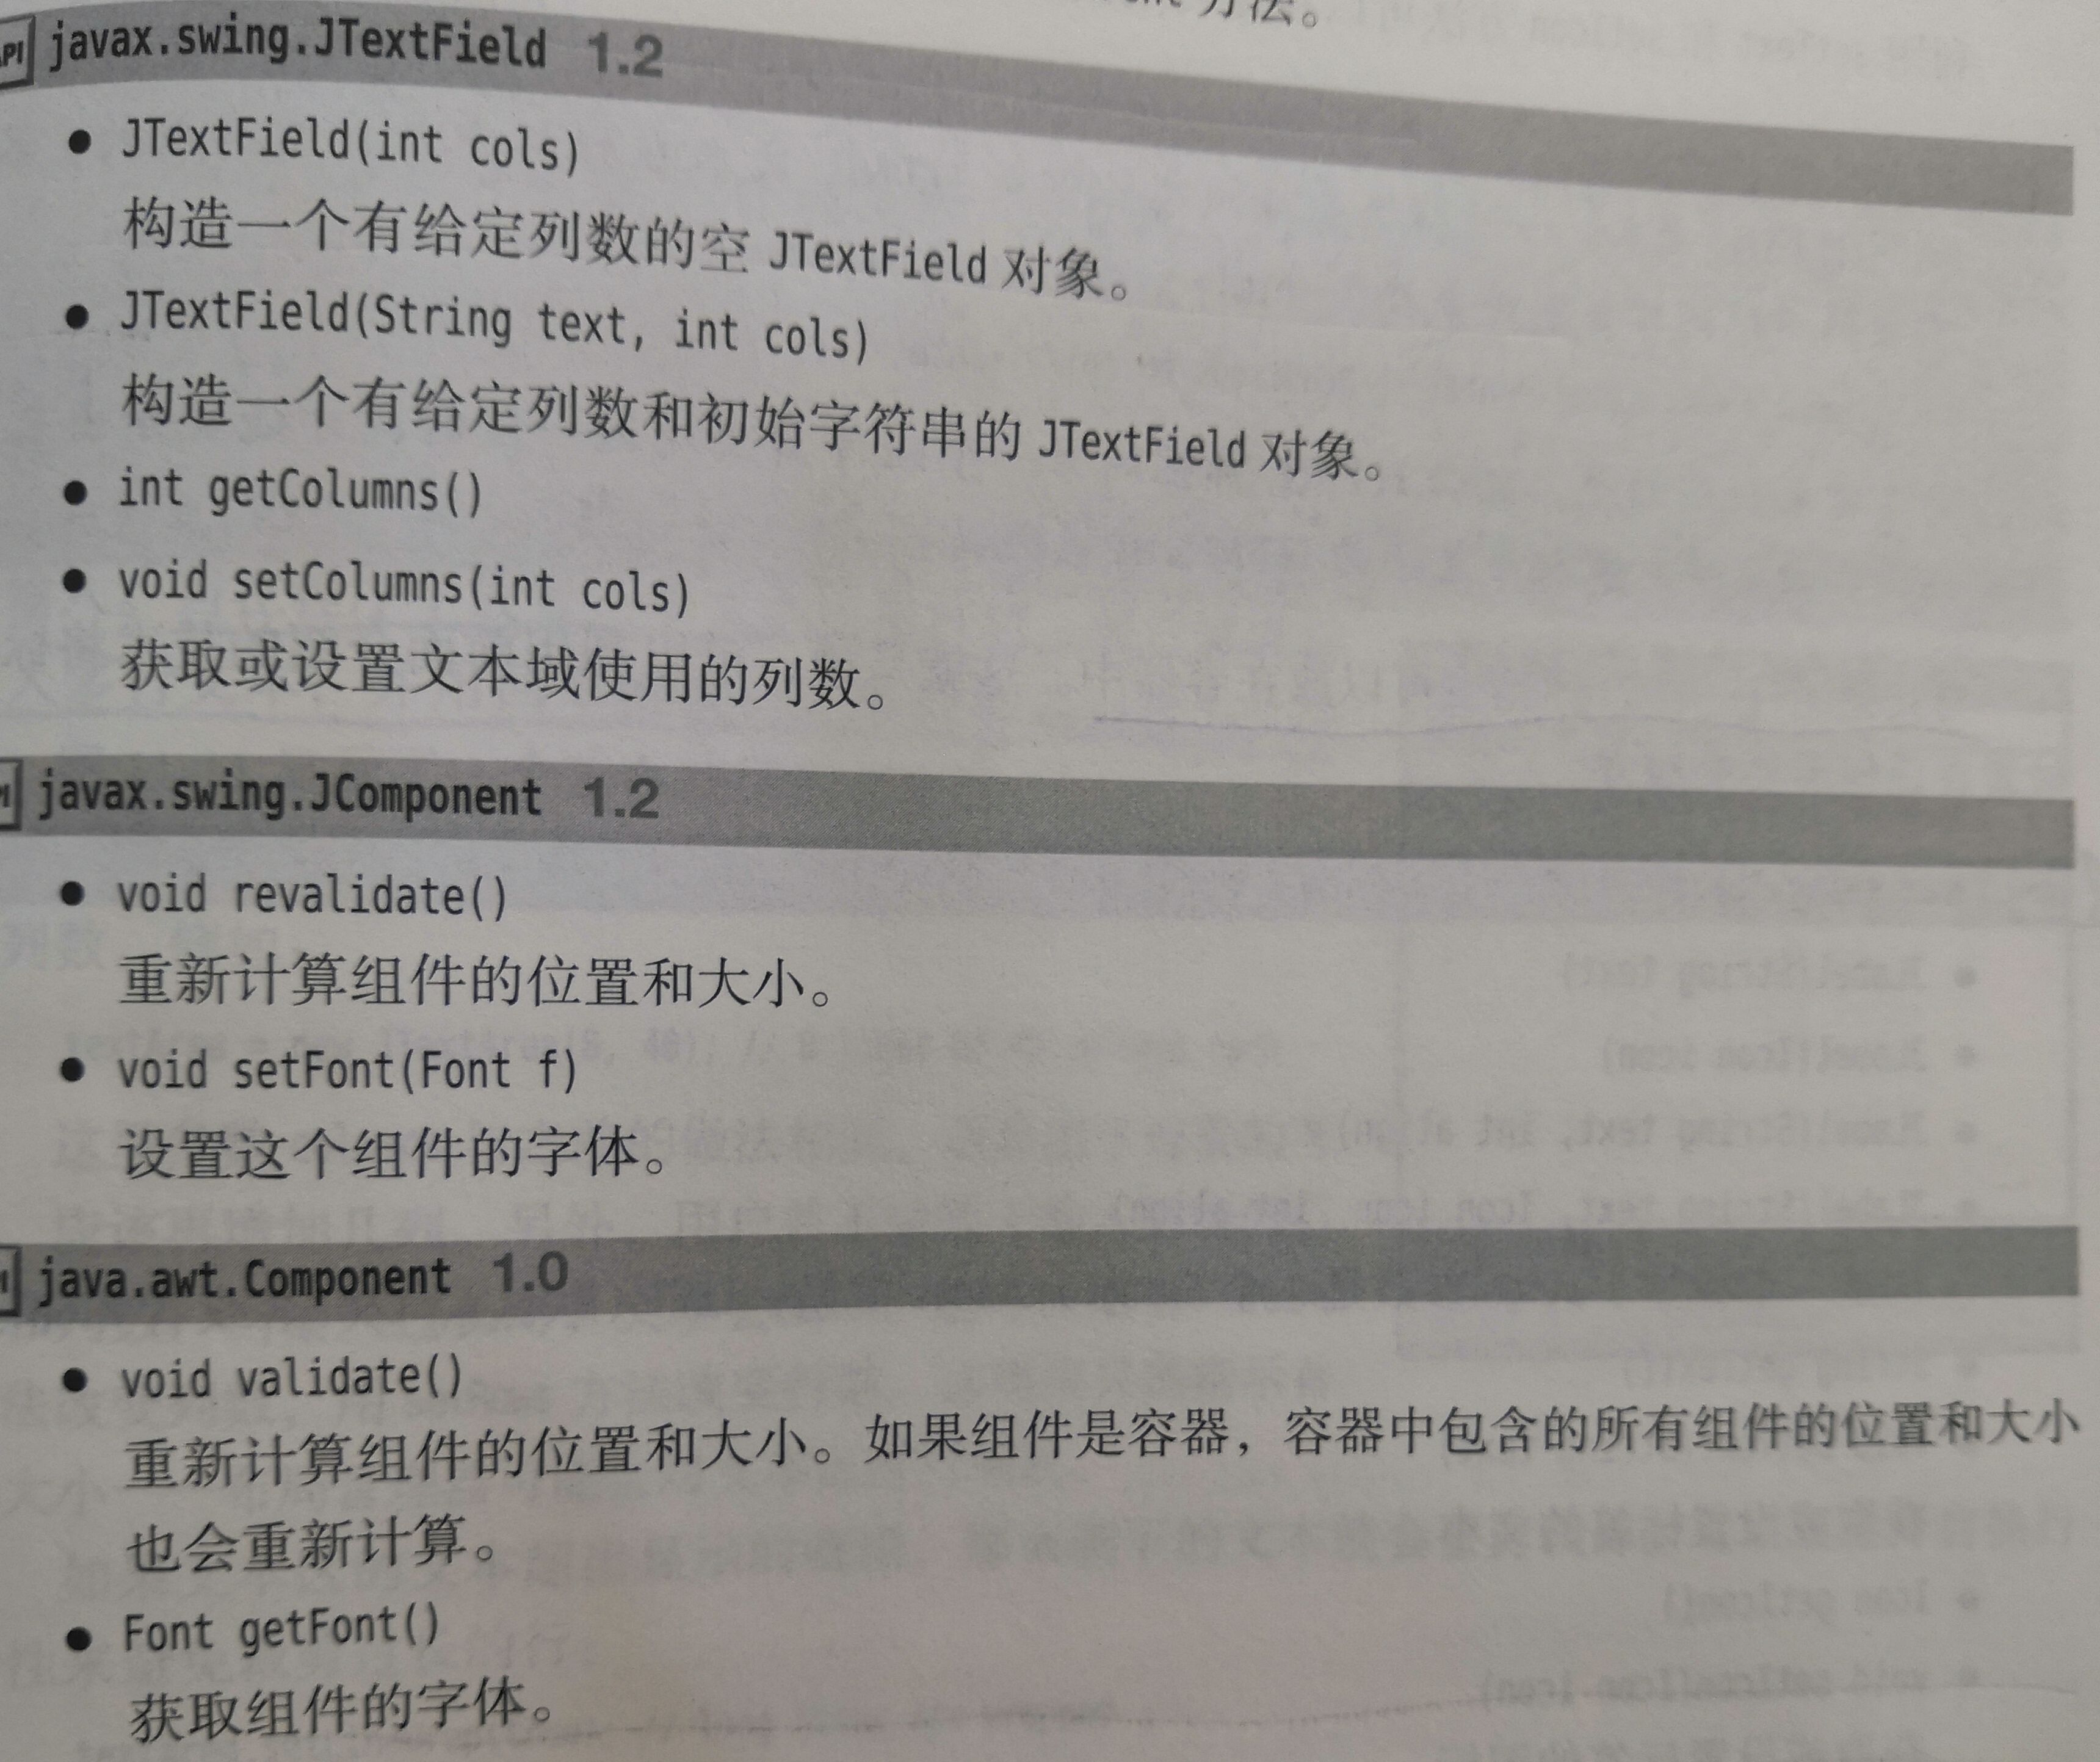 方法。
API javax.swing.JTextField 1.2
● JTextField(int cols)
构造一个有给定列数的空 JTextField 对象。
● JTextField(String text, int cols)
构造一个有给定列数和初始字符串的 JTextField 对象。
● int getColumns()
● void setColumns(int cols)
获取或设置文本域使用的列数。
javax.swing.JComponent 1.2
● void revalidate()
重新计算组件的位置和大小。
● void setFont(Font f)
设置这个组件的字体。
java.awt.Component 1.0
● void validate()
重新计算组件的位置和大小。如果组件是容器，容器中包含的所有组件的位置和大小
也会重新计算。
● Font getFont()
获取组件的字体。